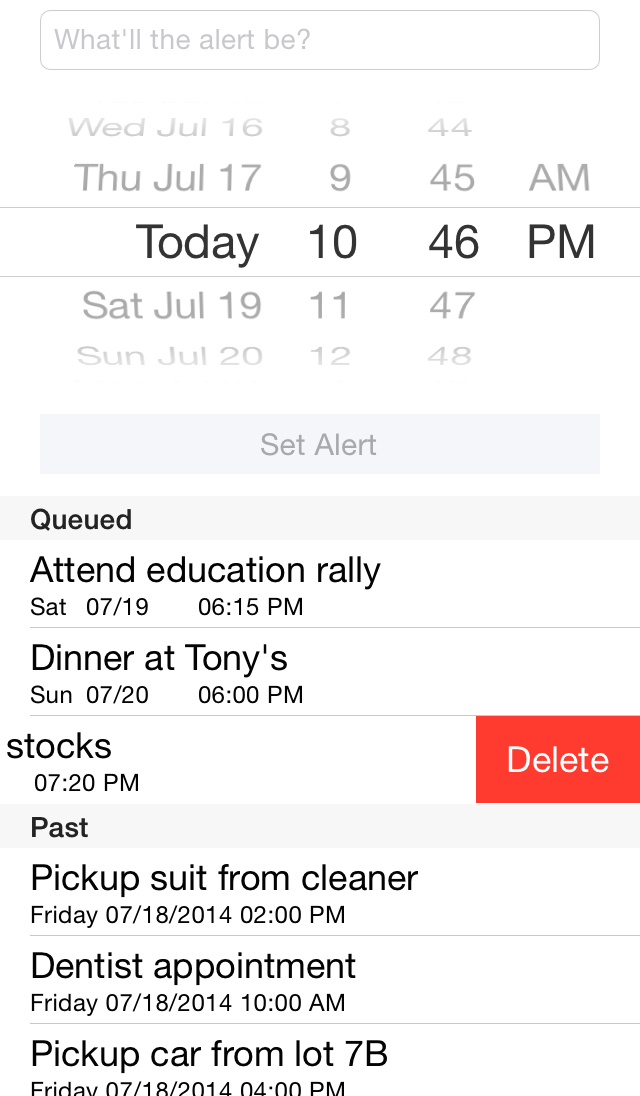 What'll the alert be?
Wed Jul 16 8 44
Thu Jul 17 9 45 AM
Today 10 46 PM
Sat Jul 19 11 47
Sun Jul 20 12 48
Set Alert
Queued
Attend education rally
Sat 07/19 06:15 PM
Dinner at Tony's
Sun 07/20 06:00 PM
stocks
07:20 PM
Delete
Past
Pickup suit from cleaner
Friday 07/18/2014 02:00 PM
Dentist appointment
Friday 07/18/2014 10:00 AM
Pickup car from lot 7B
Friday 07/18/2014 04:00 PM